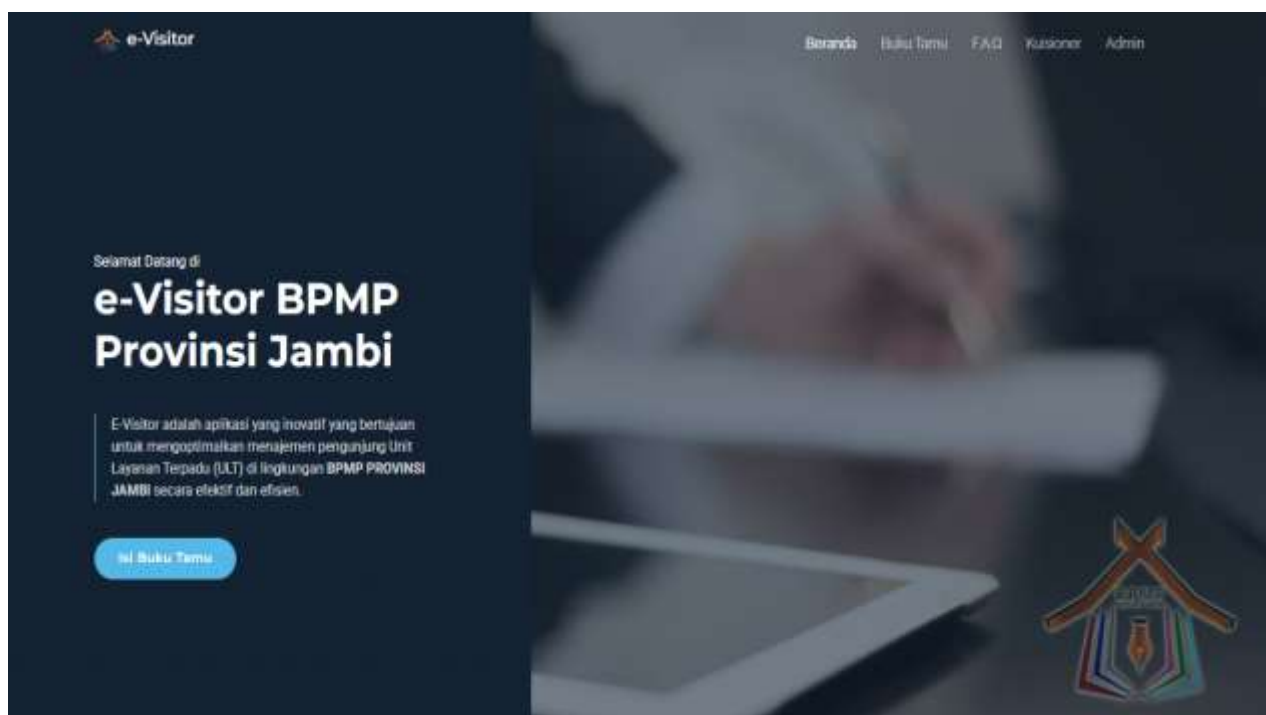 e-Visitor
Beranda Buku Tamu FAQ Kuisioner Admin
Selamat Datang di
e-Visitor BPMP
Provinsi Jambi
E-Visitor adalah aplikasi yang inovatif yang bertujuan
untuk mengoptimalkan menajemen pengunjung Unit
Layanan Terpadu (ULT) di lingkungan BPMP PROVINSI
JAMBI secara efektif dan efisien.
Isi Buku Tamu